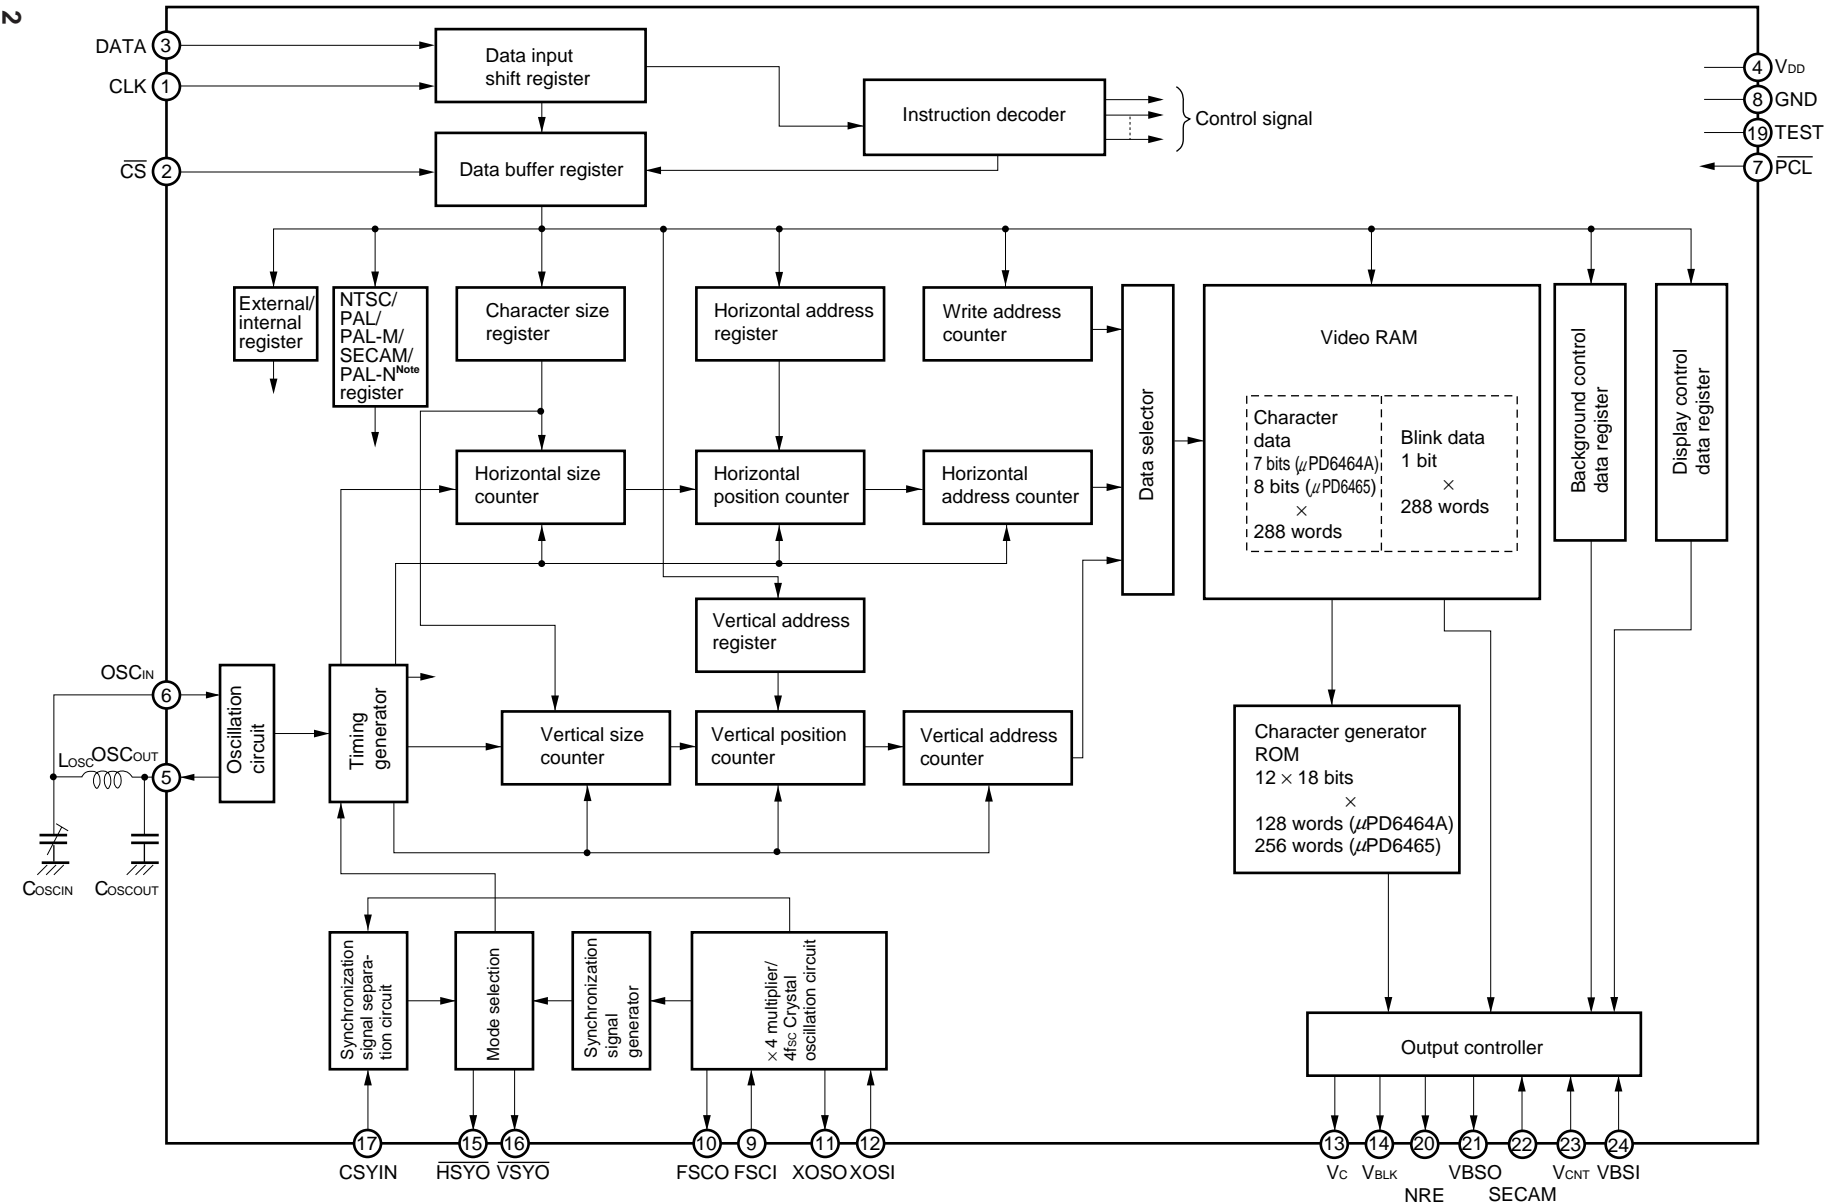 2
DATA
3
CLK
1
CS
2
Data input
shift register
Data buffer register
Instruction decoder
Control signal
4
VDD
8
GND
19
TEST
7
PCL
External/
internal
register
NTSC/
PAL/
PAL-M/
SECAM/
PAL-NNote
register
Character size
register
Horizontal address
register
Write address
counter
Data selector
Video RAM
Character
data
7 bits (µPD6464A)
8 bits (µPD6465)
×
288 words
Blink data
1 bit
×
288 words
Background control
data register
Display control
data register
Horizontal size
counter
Horizontal
position counter
Horizontal
address counter
Vertical address
register
OSCIN
6
LOSC
OSCOUT
5
COSCIN
COSCOUT
Oscillation
circuit
Timing
generator
Vertical size
counter
Vertical position
counter
Vertical address
counter
Character generator
ROM
12 × 18 bits
×
128 words (µPD6464A)
256 words (µPD6465)
Synchronization
signal separa-
tion circuit
Mode selection
Synchronization
signal
generator
× 4 multiplier/
4fSC Crystal
oscillation circuit
Output controller
17
CSYIN
15
HSYO
16
VSYO
10
FSCO
9
FSCI
11
XOSO
12
XOSI
13
VC
14
VBLK
20
NRE
21
VBSO
22
SECAM
23
VCNT
24
VBSI